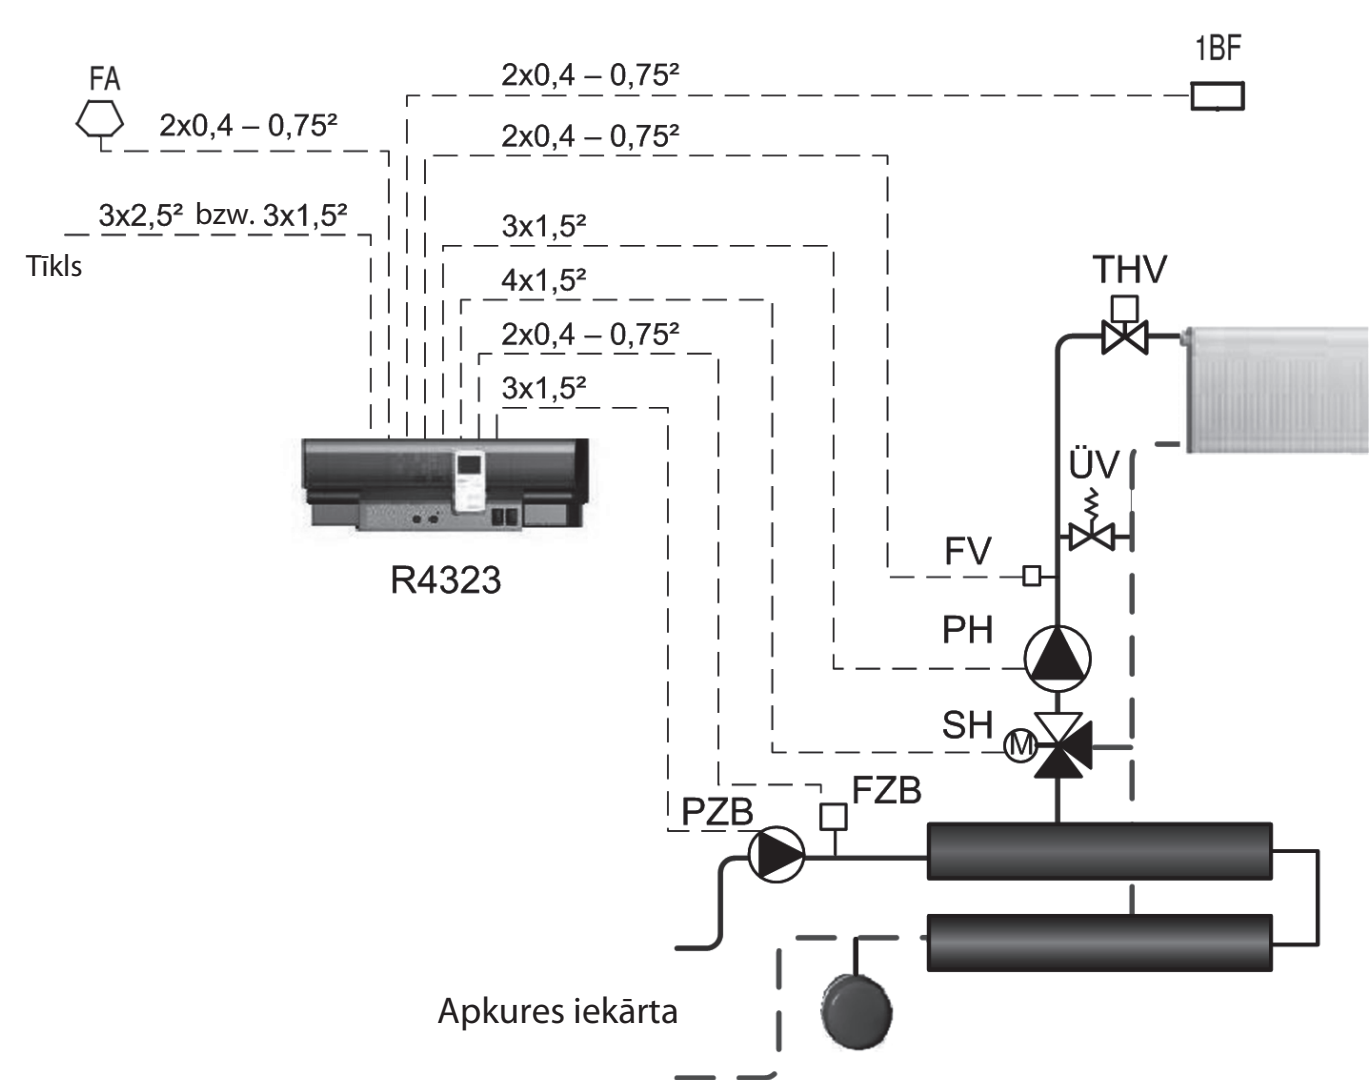 1BF
FA
2x0,4 – 0,75²
2x0,4 – 0,75²
2x0,4 – 0,75²
3x2,5² bzw. 3x1,5²
3x1,5²
Tīkls
THV
4x1,5²
2x0,4 – 0,75²
3x1,5²
ÜV
FV
R4323
PH
SH
M
FZB
PZB
Apkures iekārta